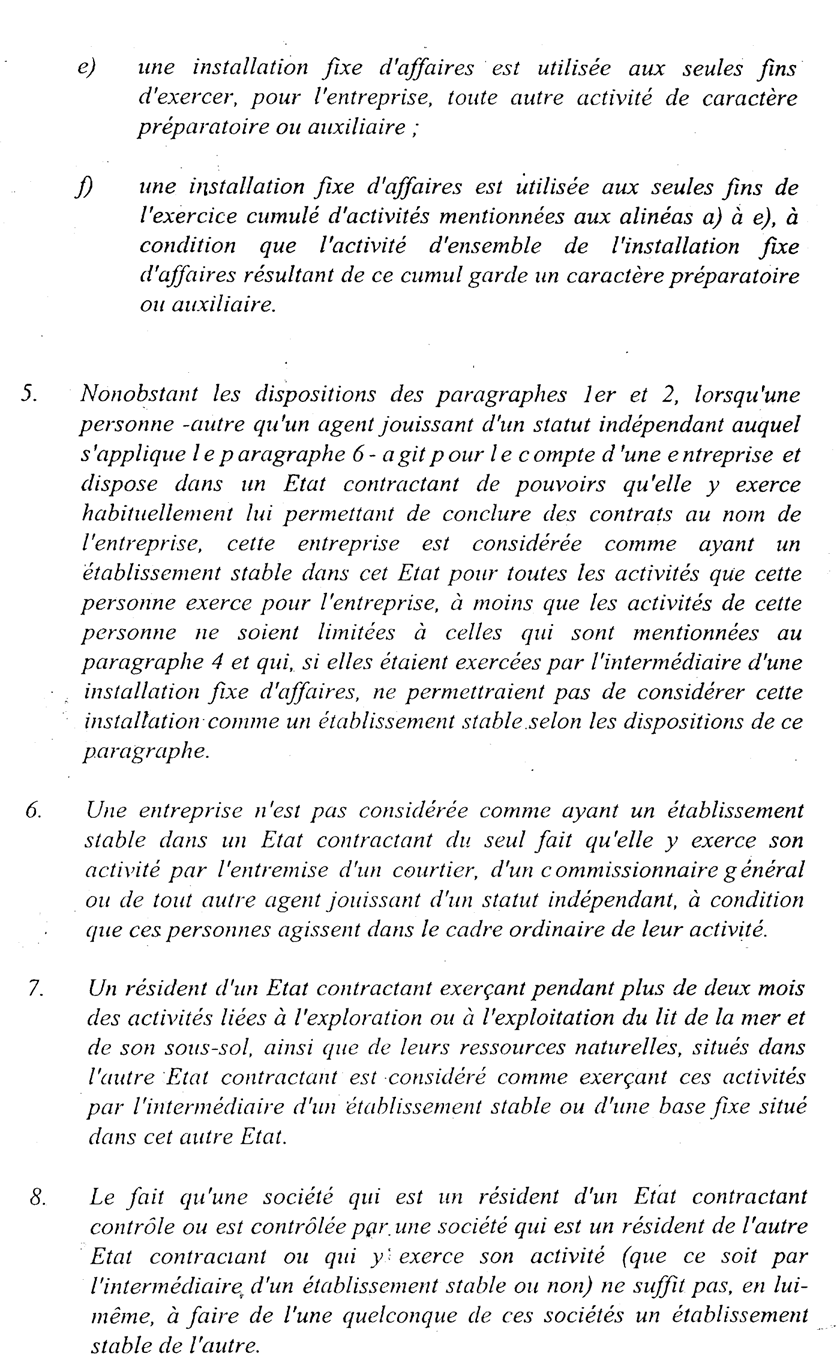 e) une installation fixe d'affaires est utilisée aux seules fins
d'exercer, pour l'entreprise, toute autre activité de caractère
préparatoire ou auxiliaire ;
f) une installation fixe d'affaires est utilisée aux seules fins de
l'exercice cumulé d'activités mentionnées aux alinéas a) à e), à
condition que l'activité d'ensemble de l'installation fixe
d'affaires résultant de ce cumul garde un caractère préparatoire
ou auxiliaire.
5. Nonobstant les dispositions des paragraphes 1er et 2, lorsqu'une
personne -autre qu'un agent jouissant d'un statut indépendant auquel
s'applique le paragraphe 6 - agit pour le compte d'une entreprise et
dispose dans un Etat contractant de pouvoirs qu'elle y exerce
habituellement lui permettant de conclure des contrats au nom de
l'entreprise, cette entreprise est considérée comme ayant un
établissement stable dans cet Etat pour toutes les activités que cette
personne exerce pour l'entreprise, à moins que les activités de cette
personne ne soient limitées à celles qui sont mentionnées au
paragraphe 4 et qui, si elles étaient exercées par l'intermédiaire d'une
installation fixe d'affaires, ne permettraient pas de considérer cette
installation comme un établissement stable selon les dispositions de ce
paragraphe.
6. Une entreprise n'est pas considérée comme ayant un établissement
stable dans un Etat contractant du seul fait qu'elle y exerce son
activité par l'entremise d'un courtier, d'un commissionnaire général
ou de tout autre agent jouissant d'un statut indépendant, à condition
que ces personnes agissent dans le cadre ordinaire de leur activité.
7. Un résident d'un Etat contractant exerçant pendant plus de deux mois
des activités liées à l'exploration ou à l'exploitation du lit de la mer et
de son sous-sol, ainsi que de leurs ressources naturelles, situés dans
l'autre Etat contractant est considéré comme exerçant ces activités
par l'intermédiaire d'un établissement stable ou d'une base fixe situé
dans cet autre Etat.
8. Le fait qu'une société qui est un résident d'un Etat contractant
contrôle ou est contrôlée par une société qui est un résident de l'autre
Etat contractant ou qui y exerce son activité (que ce soit par
l'intermédiaire d'un établissement stable ou non) ne suffit pas, en lui-
même, à faire de l'une quelconque de ces sociétés un établissement
stable de l'autre.